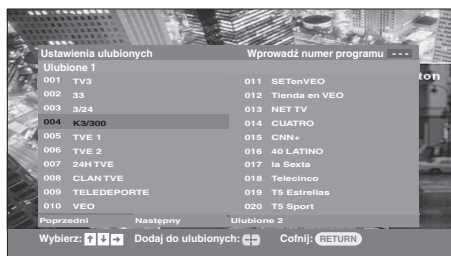 Ustawienia ulubionych Wprowadź numer programu ---
Ulubione 1
ton
001 TV3
002 33
003 3/24
004 K3/300
005 TVE 1
006 TVE 2
007 24H TVE
008 CLAN TVE
009 TELEDEPORTE
010 VEO
011 SETenVEO
012 Tienda en VEO
013 NET TV
014 CUATRO
015 CNN+
016 40 LATINO
017 la Sexta
018 Telecinco
019 T5 Estrellas
020 T5 Sport
Poprzedni Następny Ulubione 2
Wybierz: Dodaj do ulubionych: -/-- Cofnij: RETURN